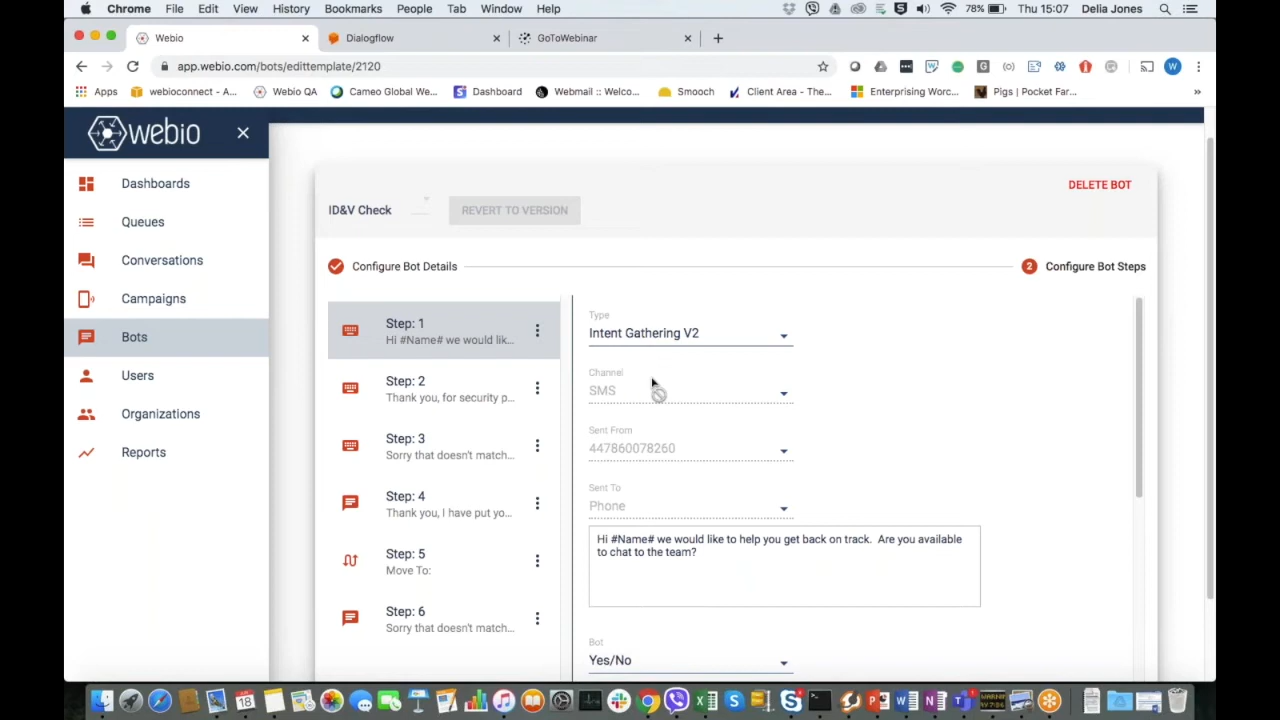 Chrome File Edit View History Bookmarks People Tab Window Help 78% Thu 15:07 Delia Jones
Webio Dialogflow GoToWebinar
app.webio.com/bots/edittemplate/2120
Apps webioconnect - A... Webio QA Cameo Global We... Dashboard Webmail :: Welco... Smooch Client Area - The... Enterprising Worc... Pigs | Pocket Far... »
webio
Dashboards
Queues
Conversations
Campaigns
Bots
Users
Organizations
Reports
DELETE BOT
ID&V Check REVERT TO VERSION
Configure Bot Details 2 Configure Bot Steps
Step: 1
Hi #Name# we would lik...
Step: 2
Thank you, for security p...
Step: 3
Sorry that doesn't match...
Step: 4
Thank you, I have put yo...
Step: 5
Move To:
Step: 6
Sorry that doesn't match...
Type
Intent Gathering V2
Channel
SMS
Sent From
447860078260
Sent To
Phone
Hi #Name# we would like to help you get back on track. Are you available
to chat to the team?
Bot
Yes/No